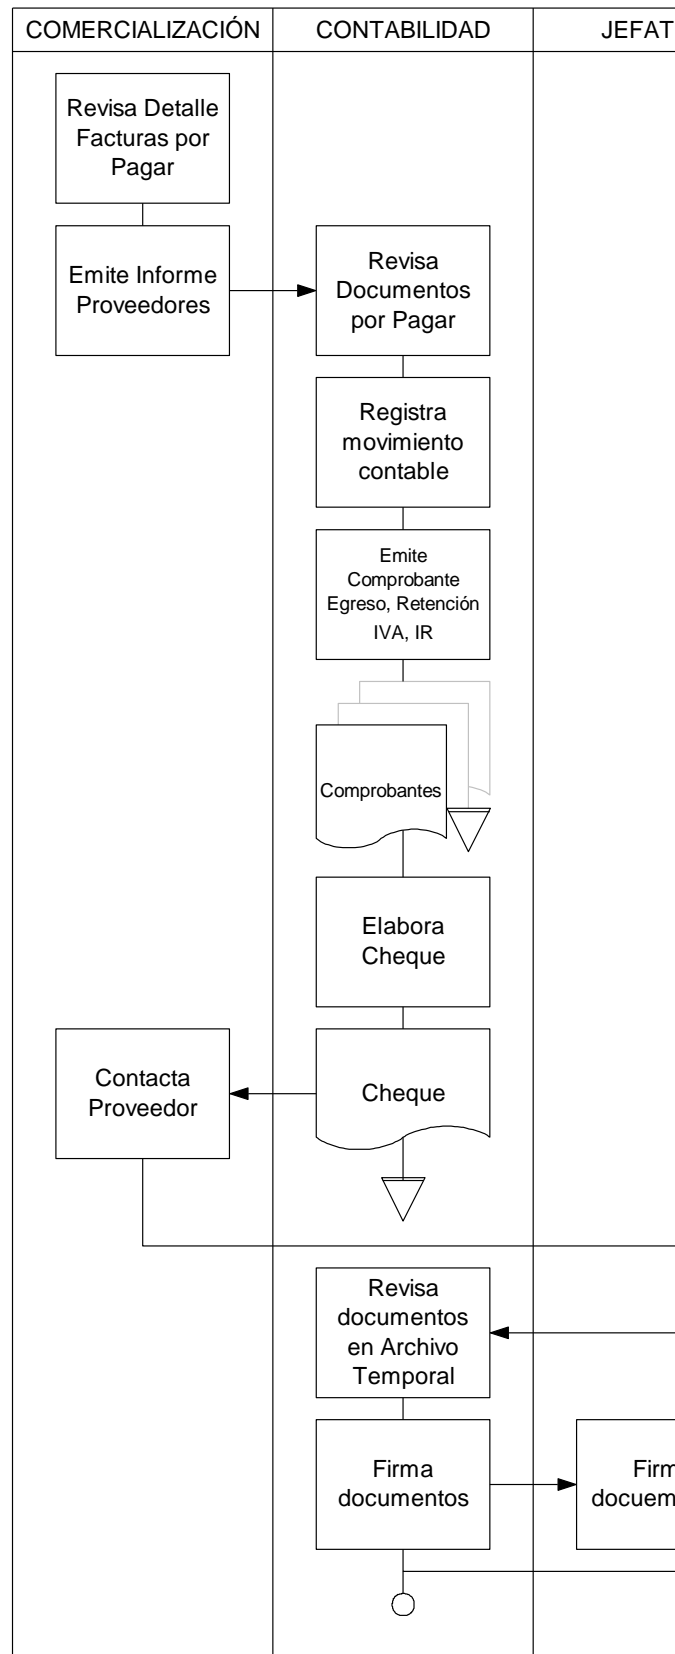 COMERCIALIZACIÓN
CONTABILIDAD
JEFAT
Revisa Detalle
Facturas por
Pagar
Emite Informe
Proveedores
Revisa
Documentos
por Pagar
Registra
movimiento
contable
Emite
Comprobante
Egreso, Retención
IVA, IR
Comprobantes
Elabora
Cheque
Contacta
Proveedor
Cheque
Revisa
documentos
en Archivo
Temporal
Firma
documentos
Firm
docuem